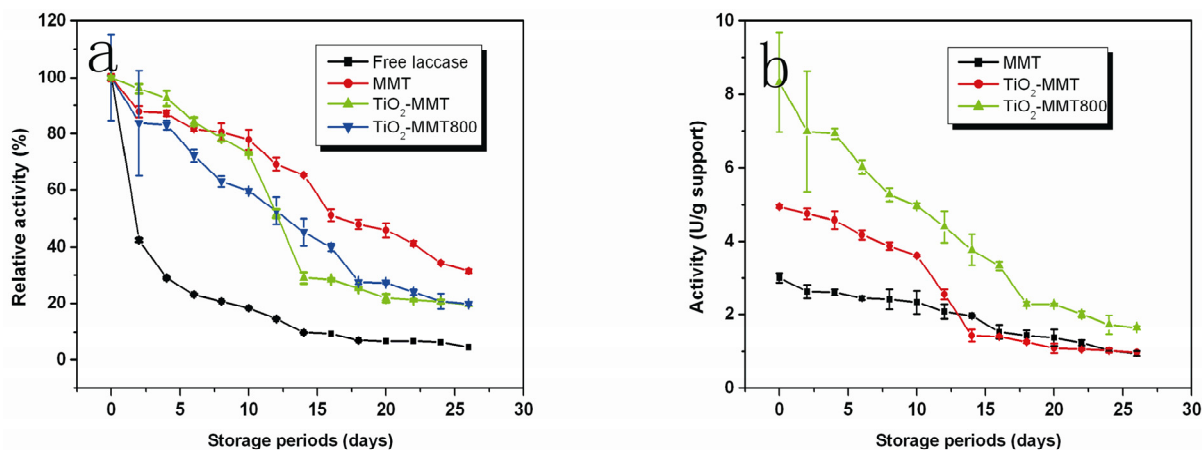 a
Relative activity (%)
120
100
80
60
40
20
0
Free laccase
MMT
TiO₂-MMT
TiO₂-MMT800
0 5 10 15 20 25 30
Storage periods (days)
b
Activity (U/g support)
10
8
6
4
2
0
MMT
TiO₂-MMT
TiO₂-MMT800
0 5 10 15 20 25 30
Storage periods (days)